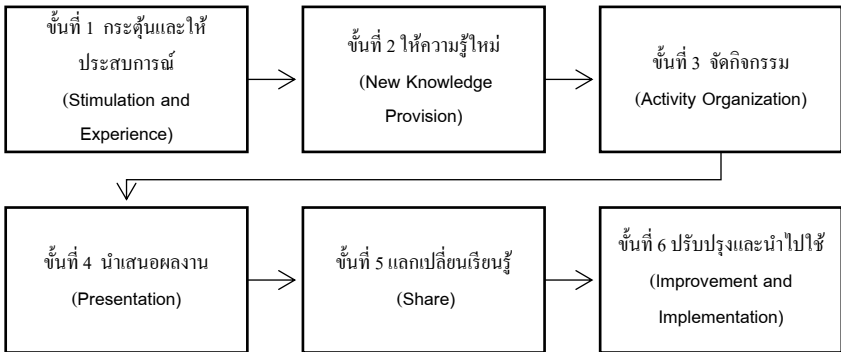 ขั้นที่ 1 กระตุ้นและให้
ประสบการณ์
(Stimulation and
Experience)
ขั้นที่ 2 ให้ความรู้ใหม่
(New Knowledge
Provision)
ขั้นที่ 3 จัดกิจกรรม
(Activity Organization)
ขั้นที่ 4 นำเสนอผลงาน
(Presentation)
ขั้นที่ 5 แลกเปลี่ยนเรียนรู้
(Share)
ขั้นที่ 6 ปรับปรุงและนำไปใช้
(Improvement and
Implementation)